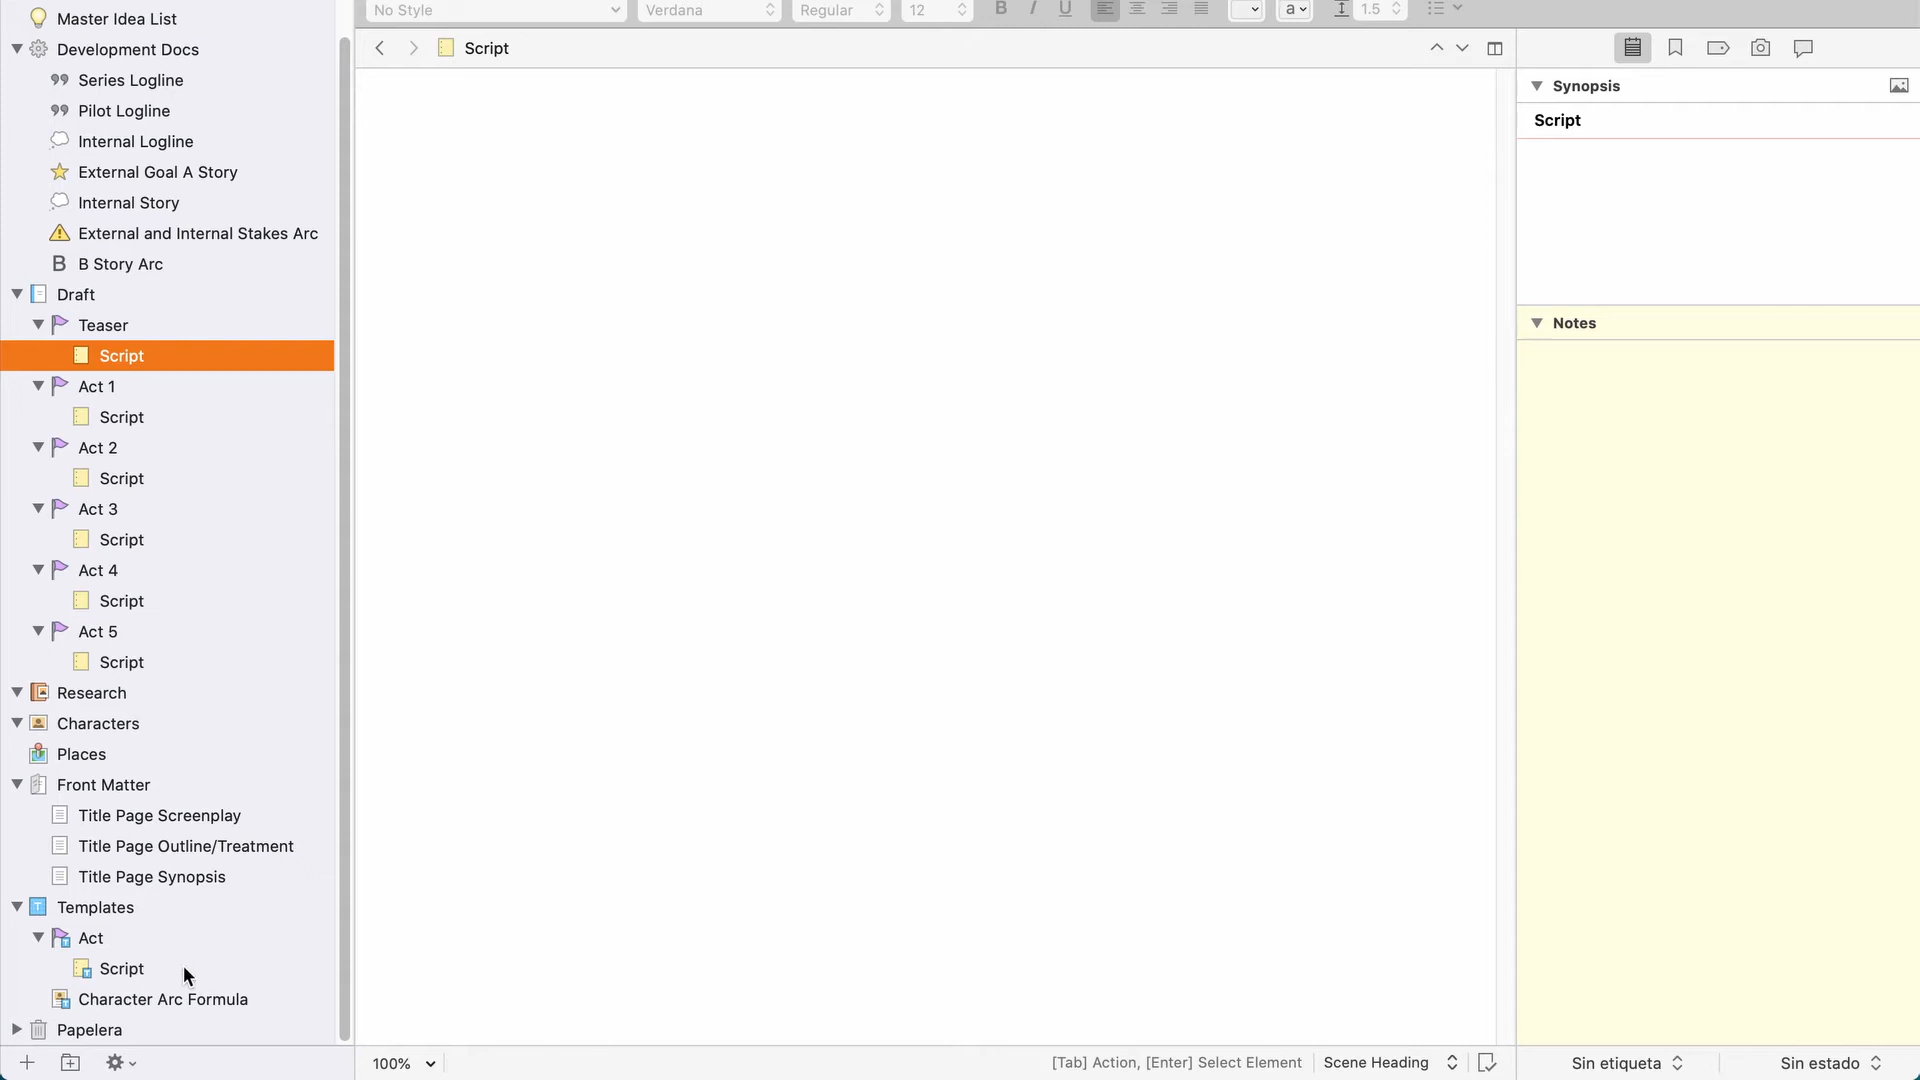 No Style
Verdana
Regular
12
B
I
U
a
1.5
Master Idea List
Development Docs
Series Logline
Pilot Logline
Internal Logline
External Goal A Story
Internal Story
External and Internal Stakes Arc
B B Story Arc
Draft
Teaser
Script
Act 1
Script
Act 2
Script
Act 3
Script
Act 4
Script
Act 5
Script
Research
Characters
Places
Front Matter
Title Page Screenplay
Title Page Outline/Treatment
Title Page Synopsis
Templates
Act
Script
Character Arc Formula
Papelera
Script
Synopsis
Script
Notes
100%
[Tab] Action, [Enter] Select Element
Scene Heading
Sin etiqueta
Sin estado